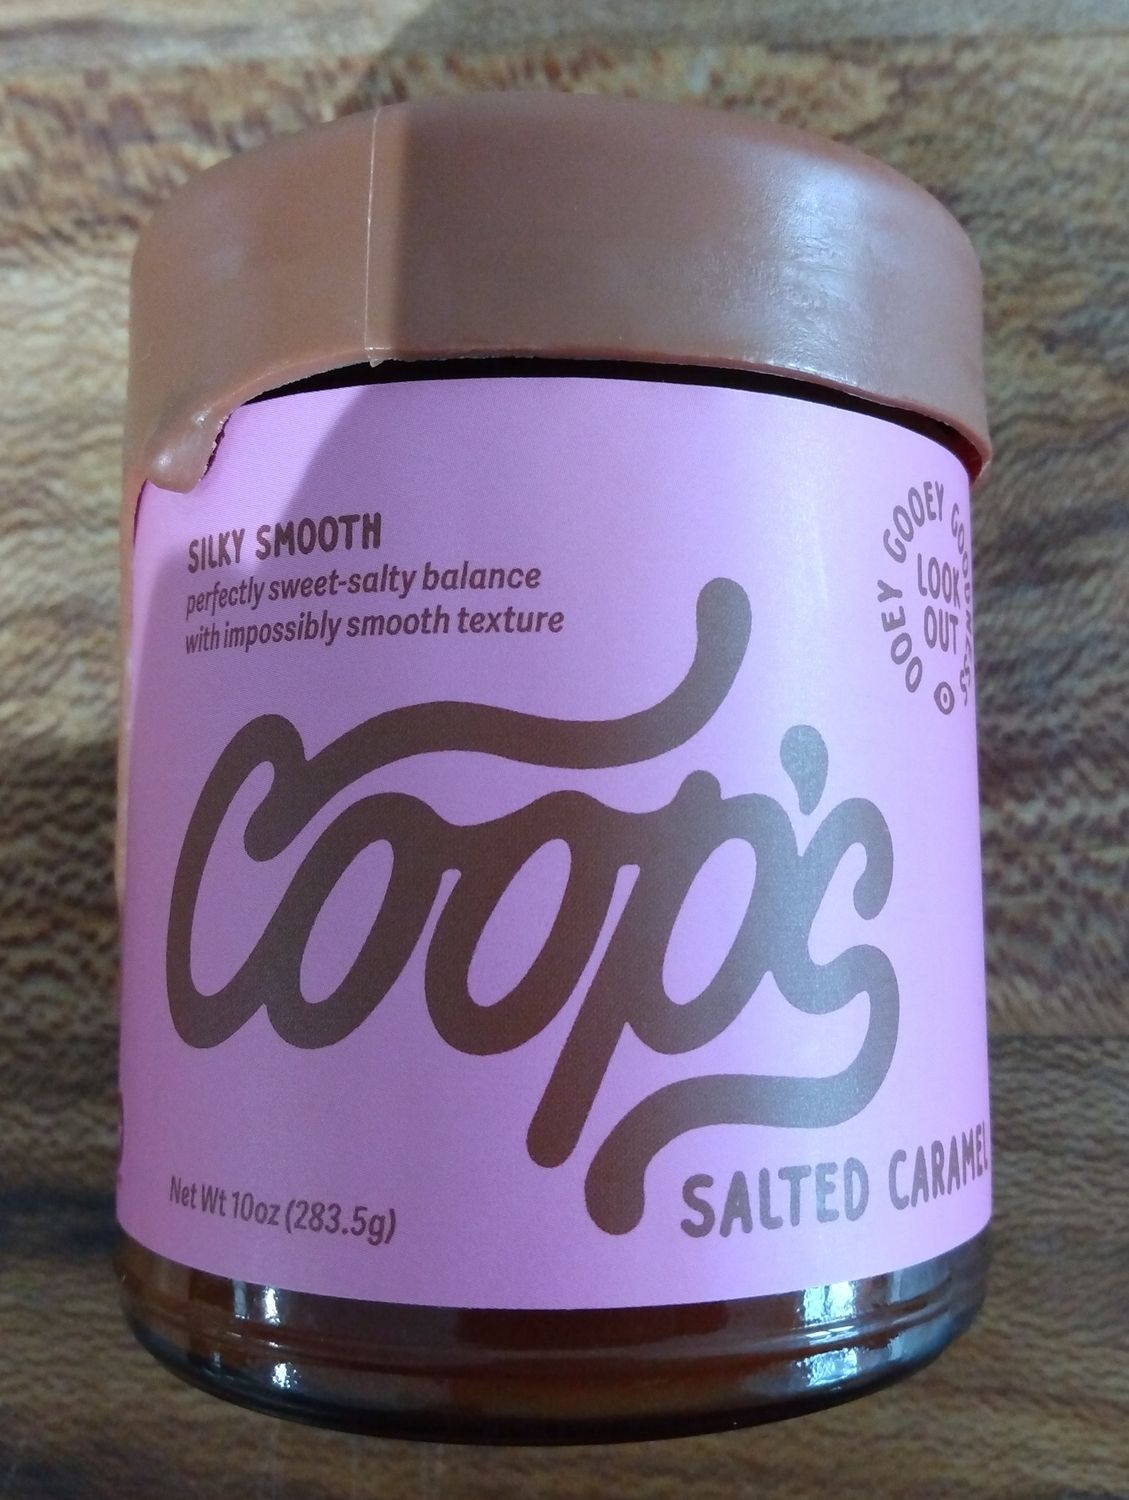 SILKY SMOOTH
perfectly sweet-salty balance
with impossibly smooth texture
OOEY GOOEY GOODNESS
LOOK
OUT
Coop's
SALTED CARAMEL
Net Wt 10oz (283.5g)